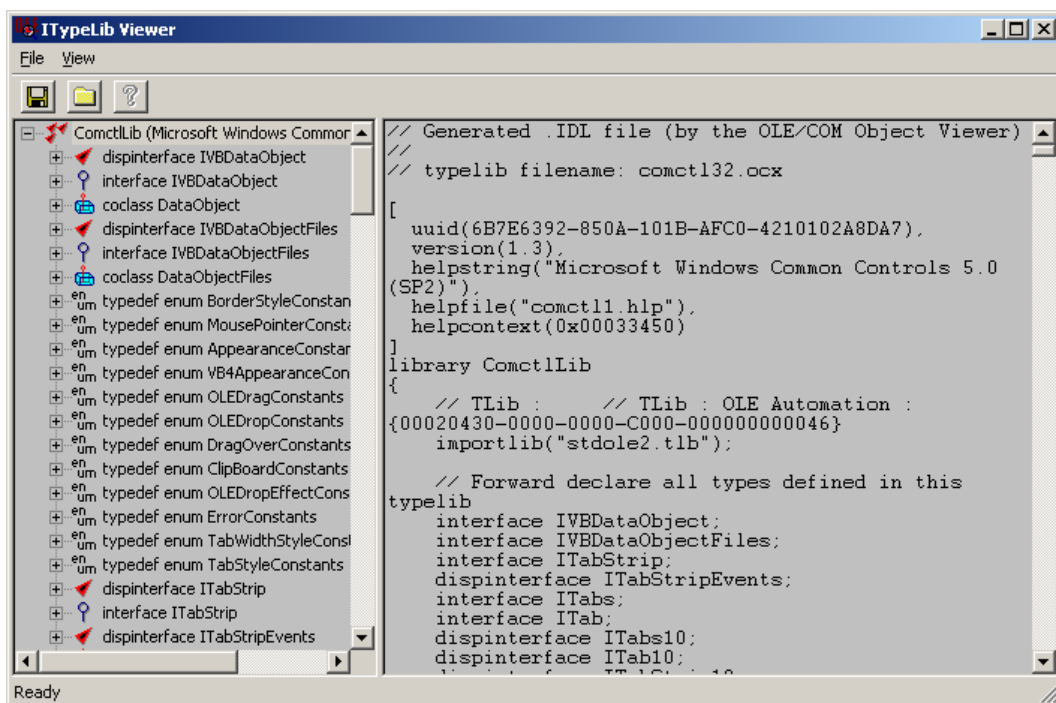 ITypeLib Viewer
File View
ComctlLib (Microsoft Windows Common
dispinterface IVBDataObject
interface IVBDataObject
coclass DataObject
dispinterface IVBDataObjectFiles
interface IVBDataObjectFiles
coclass DataObjectFiles
typedef enum BorderStyleConstan
typedef enum MousePointerConsta
typedef enum AppearanceConstan
typedef enum VB4AppearanceCon
typedef enum OLEDragConstants
typedef enum OLEDropConstants
typedef enum DragOverConstants
typedef enum ClipBoardConstants
typedef enum OLEDropEffectCons
typedef enum ErrorConstants
typedef enum TabWidthStyleConst
typedef enum TabStyleConstants
dispinterface ITabStrip
interface ITabStrip
dispinterface ITabStripEvents
// Generated .IDL file (by the OLE/COM Object Viewer)
//
// typelib filename: comctl32.ocx
[
uuid(6B7E6392-850A-101B-AFC0-4210102A8DA7),
version(1.3),
helpstring("Microsoft Windows Common Controls 5.0
(SP2)"),
helpfile("comctl1.hlp"),
helpcontext(0x00033450)
]
library ComctlLib
{
// TLib :     // TLib : OLE Automation :
{00020430-0000-0000-C000-000000000046}
importlib("stdole2.tlb");
// Forward declare all types defined in this
typelib
interface IVBDataObject;
interface IVBDataObjectFiles;
interface ITabStrip;
dispinterface ITabStripEvents;
interface ITabs;
interface ITab;
dispinterface ITabs10;
dispinterface ITab10;
Ready